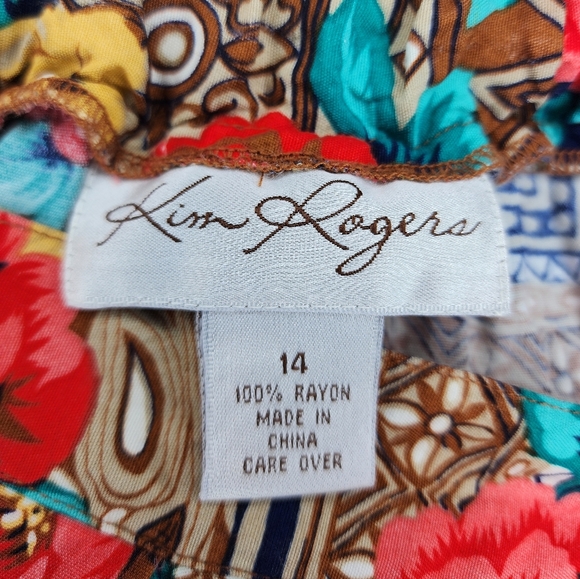 Kim Rogers
14
100% RAYON
MADE IN
CHINA
CARE OVER